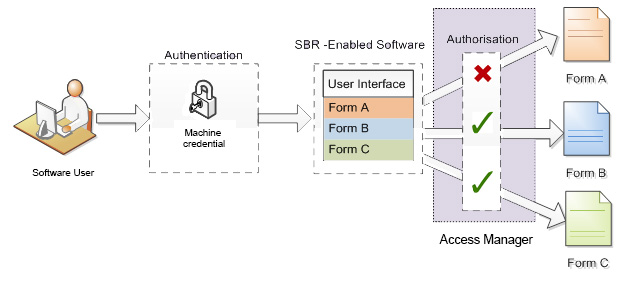 Authentication
SBR -Enabled Software
Authorisation
User Interface
Form A
Form B
Form C
Machine
credential
Software User
Access Manager
Form A
Form B
Form C